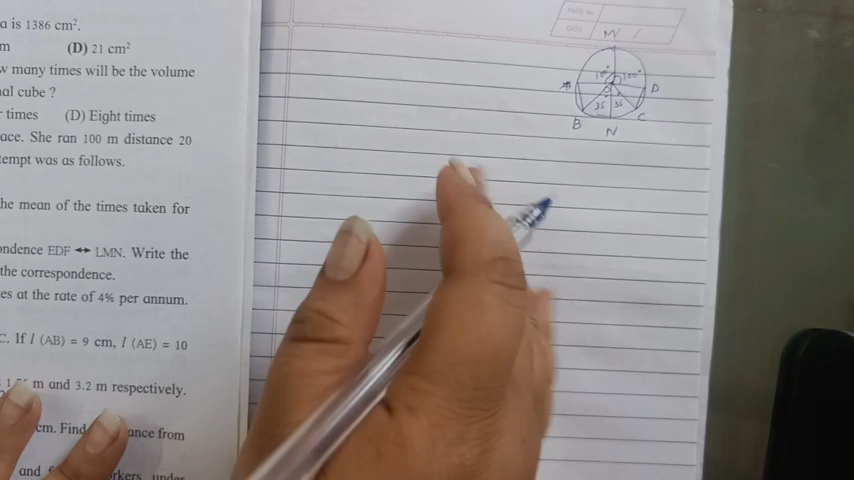 a is 1386 cm².
m (D) 21 cm²
w many times will be the volume
al cube ?
times (D) Eight times
ace. She ran 100 m distance 20
tempt was as follows.
he mean of the times taken for
ondence EDF ↔ LMN. Write the
the correspondence.
es at the rate of 4% per annum.
C. If l (AB) = 9 cm, l (AE) = 10
m and 3.2 m respectively.
cm. Find ance from
and rkers under
PAGE No.
DATE / /
M
D
35 35
B C
N